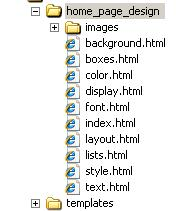 home_page_design
images
background.html
boxes.html
color.html
display.html
font.html
index.html
layout.html
lists.html
style.html
text.html
templates